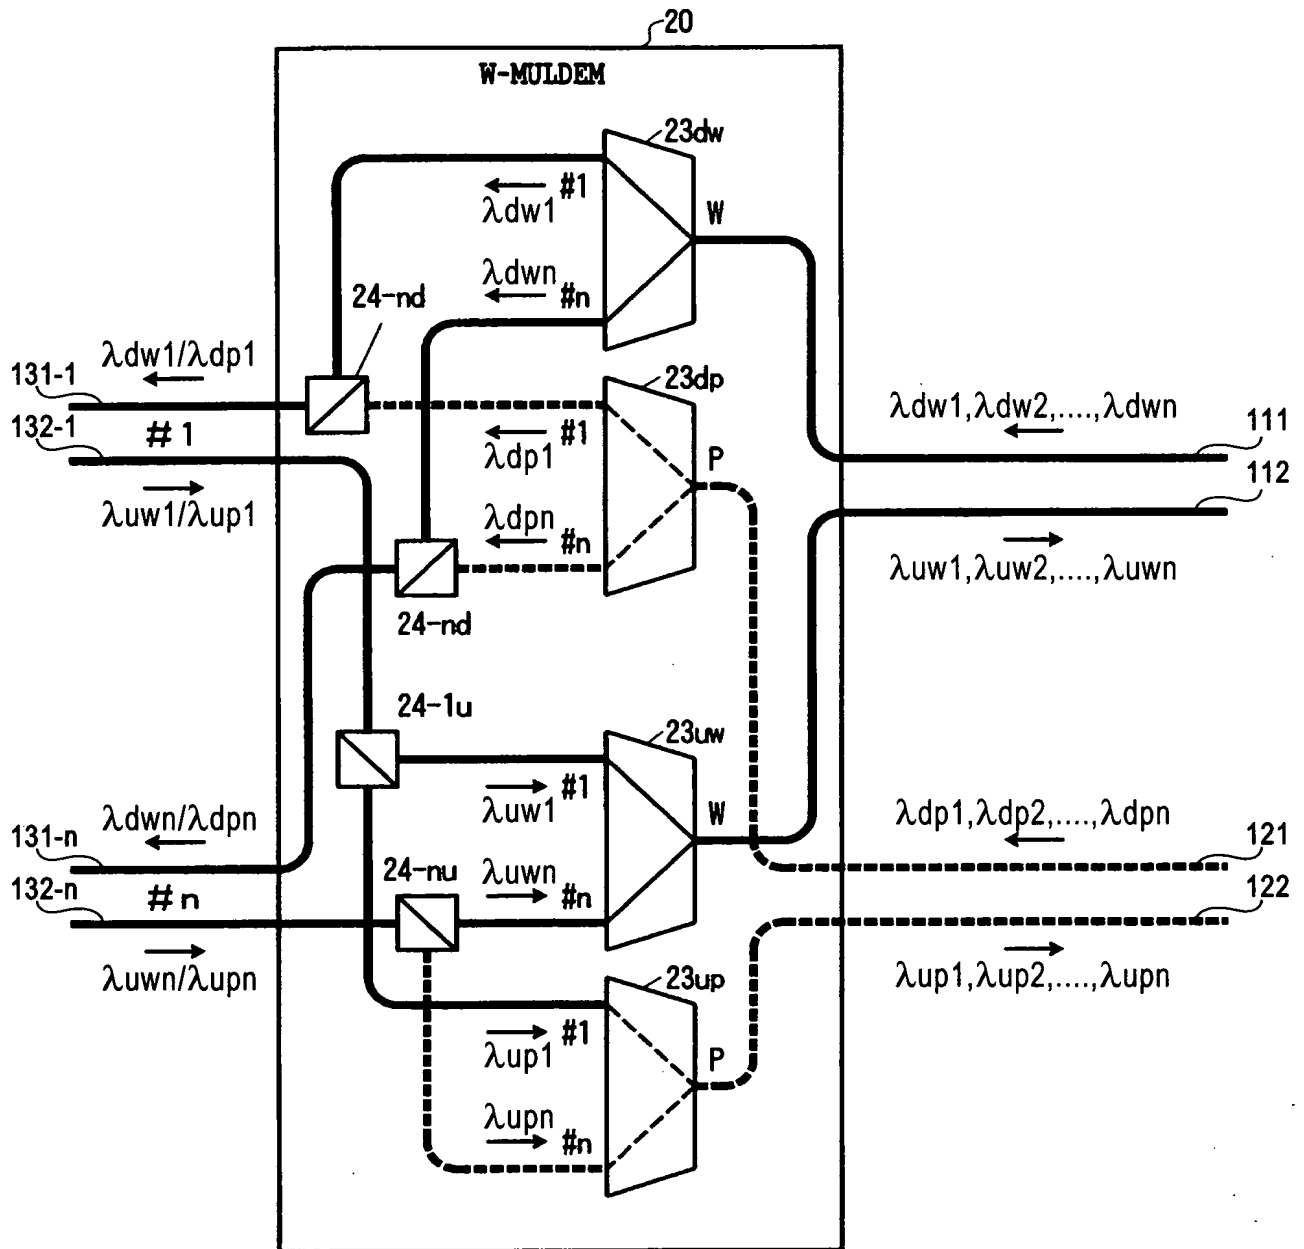 20
W-MULDEM
23dw
#1
λdw1
W
λdwn
#n
24-nd
λdw1/λdp1
131-1
132-1
#1
λuw1/λup1
23dp
#1
λdp1
P
λdpn
#n
24-nd
λdw1,λdw2,....,λdwn
111
112
λuw1,λuw2,....,λuwn
24-1u
23uw
#1
λuw1
W
λuwn
#n
24-nu
λdwn/λdpn
131-n
132-n
#n
λuwn/λupn
λdp1,λdp2,....,λdpn
121
122
λup1,λup2,....,λupn
23up
#1
λup1
P
λupn
#n